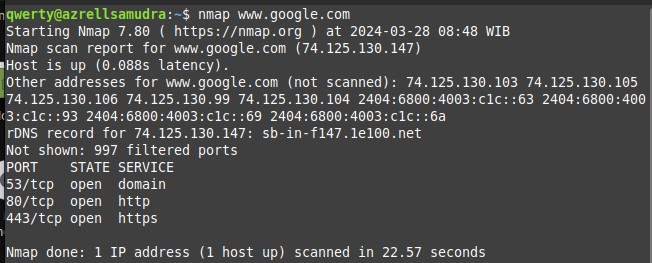 qwerty@azrellsamudra:~$ nmap www.google.com
Starting Nmap 7.80 ( https://nmap.org ) at 2024-03-28 08:48 WIB
Nmap scan report for www.google.com (74.125.130.147)
Host is up (0.088s latency).
Other addresses for www.google.com (not scanned): 74.125.130.103 74.125.130.105
74.125.130.106 74.125.130.99 74.125.130.104 2404:6800:4003:c1c::63 2404:6800:400
3:c1c::93 2404:6800:4003:c1c::69 2404:6800:4003:c1c::6a
rDNS record for 74.125.130.147: sb-in-f147.1e100.net
Not shown: 997 filtered ports
PORT    STATE SERVICE
53/tcp  open  domain
80/tcp  open  http
443/tcp open  https
Nmap done: 1 IP address (1 host up) scanned in 22.57 seconds